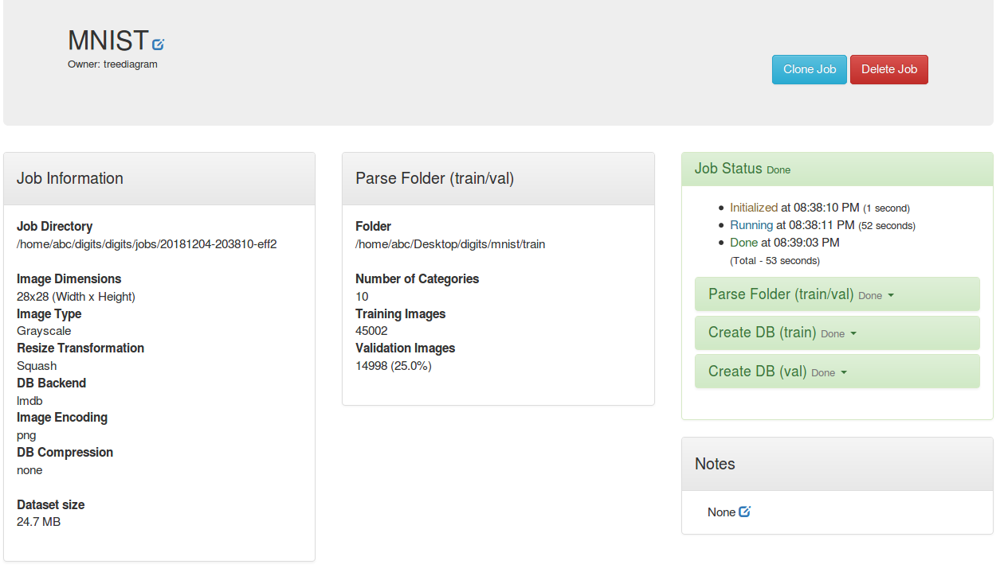 MNIST
Owner: treediagram
Clone Job
Delete Job
Job Information
Job Directory
/home/abc/digits/digits/jobs/20181204-203810-eff2
Image Dimensions
28x28 (Width x Height)
Image Type
Grayscale
Resize Transformation
Squash
DB Backend
lmdb
Image Encoding
png
DB Compression
none
Dataset size
24.7 MB
Parse Folder (train/val)
Folder
/home/abc/Desktop/digits/mnist/train
Number of Categories
10
Training Images
45002
Validation Images
14998 (25.0%)
Job Status Done
Initialized at 08:38:10 PM (1 second)
Running at 08:38:11 PM (52 seconds)
Done at 08:39:03 PM
(Total - 53 seconds)
Parse Folder (train/val) Done
Create DB (train) Done
Create DB (val) Done
Notes
None